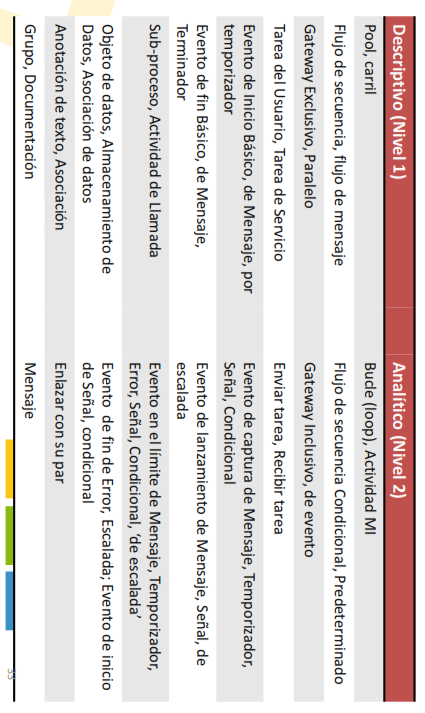 Descriptivo (Nivel 1)
Analítico (Nivel 2)
Pool, carril
Bucle (loop), Actividad MI
Flujo de secuencia, flujo de mensaje
Flujo de secuencia Condicional, Predeterminado
Gateway Exclusivo, Paralelo
Gateway Inclusivo, de evento
Tarea del Usuario, Tarea de Servicio
Enviar tarea, Recibir tarea
Evento de Inicio Básico, de Mensaje, por
temporizador
Evento de captura de Mensaje, Temporizador,
Señal, Condicional
Evento de fin Básico, de Mensaje,
Terminador
Evento de lanzamiento de Mensaje, Señal, de
escalada
Sub-proceso, Actividad de Llamada
Evento en el límite de Mensaje, Temporizador,
Error, Señal, Condicional, ‘de escalada’
Objeto de datos, Almacenamiento de
Datos, Asociación de datos
Evento de fin de Error, Escalada; Evento de inicio
de Señal, condicional
Anotación de texto, Asociación
Enlazar con su par
Grupo, Documentación
Mensaje
55